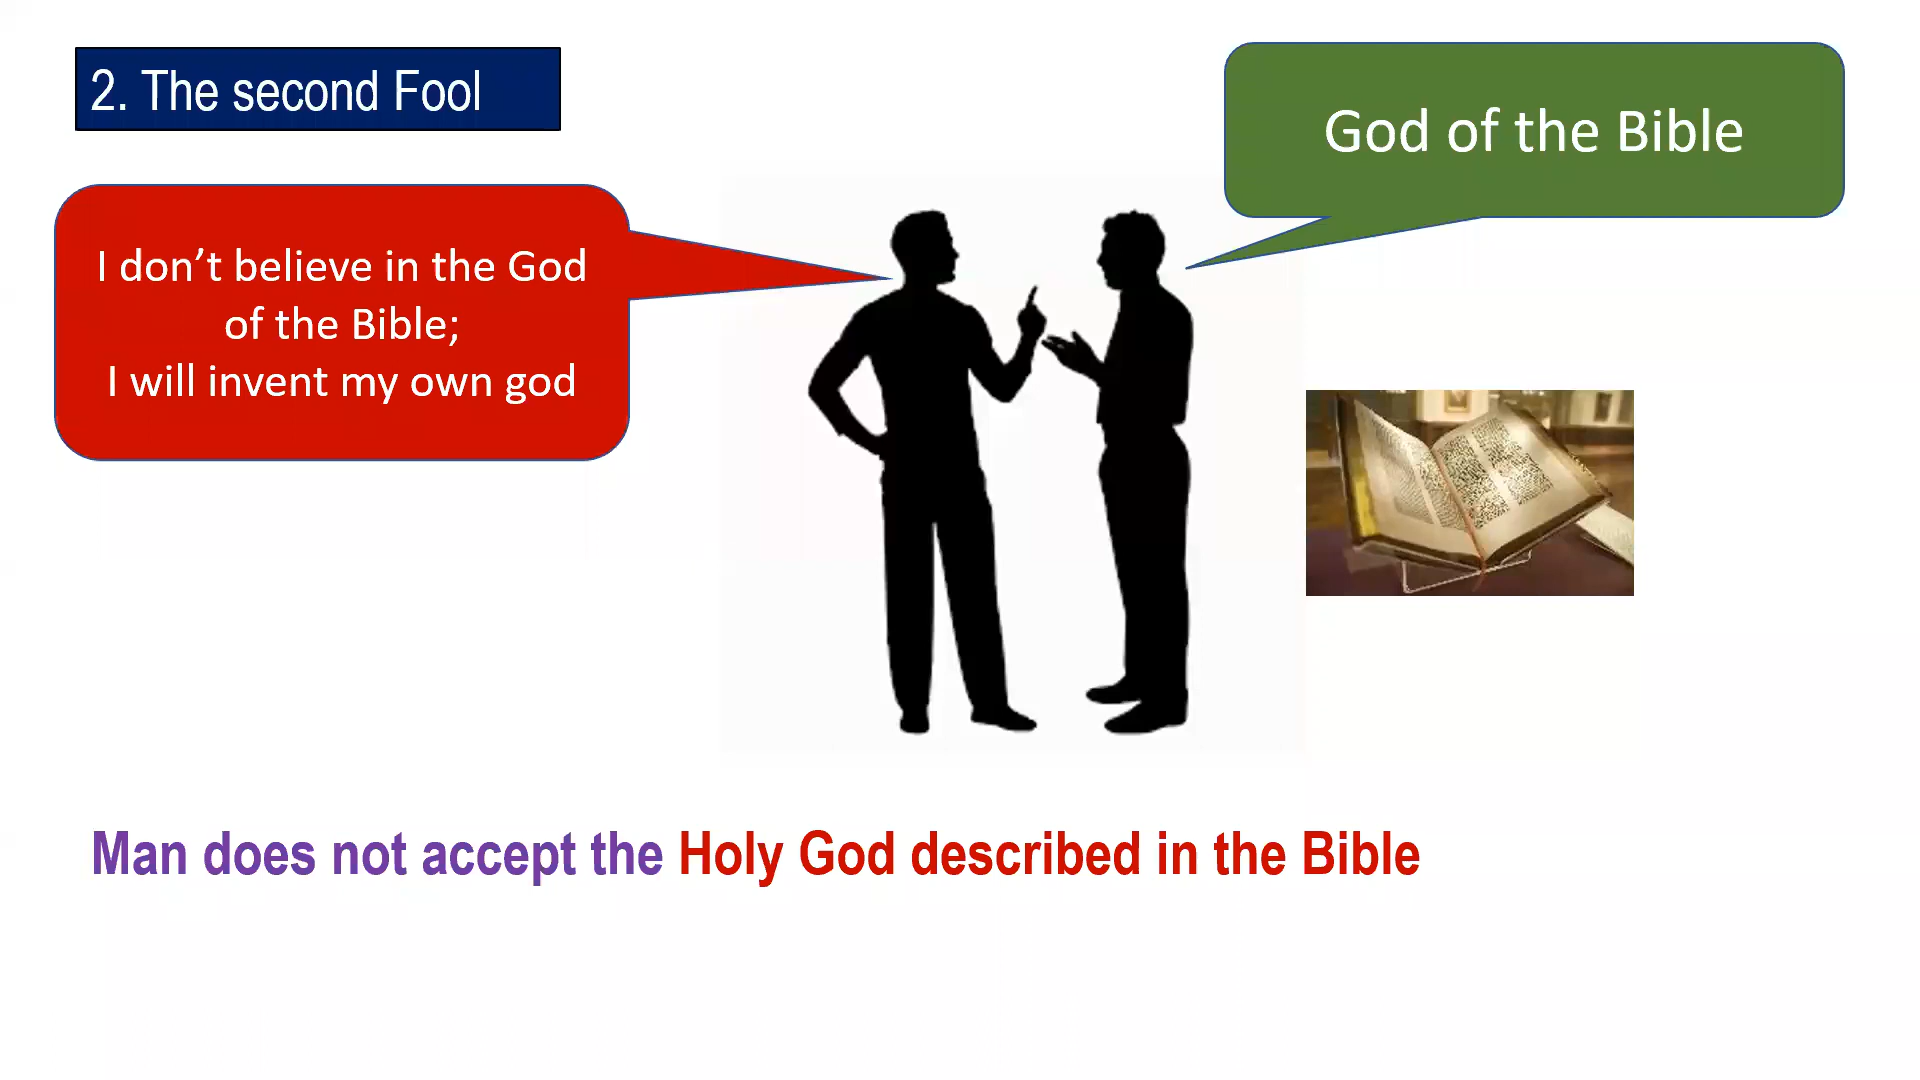 2. The second Fool
God of the Bible
I don’t believe in the God
of the Bible;
I will invent my own god
Man does not accept the Holy God described in the Bible